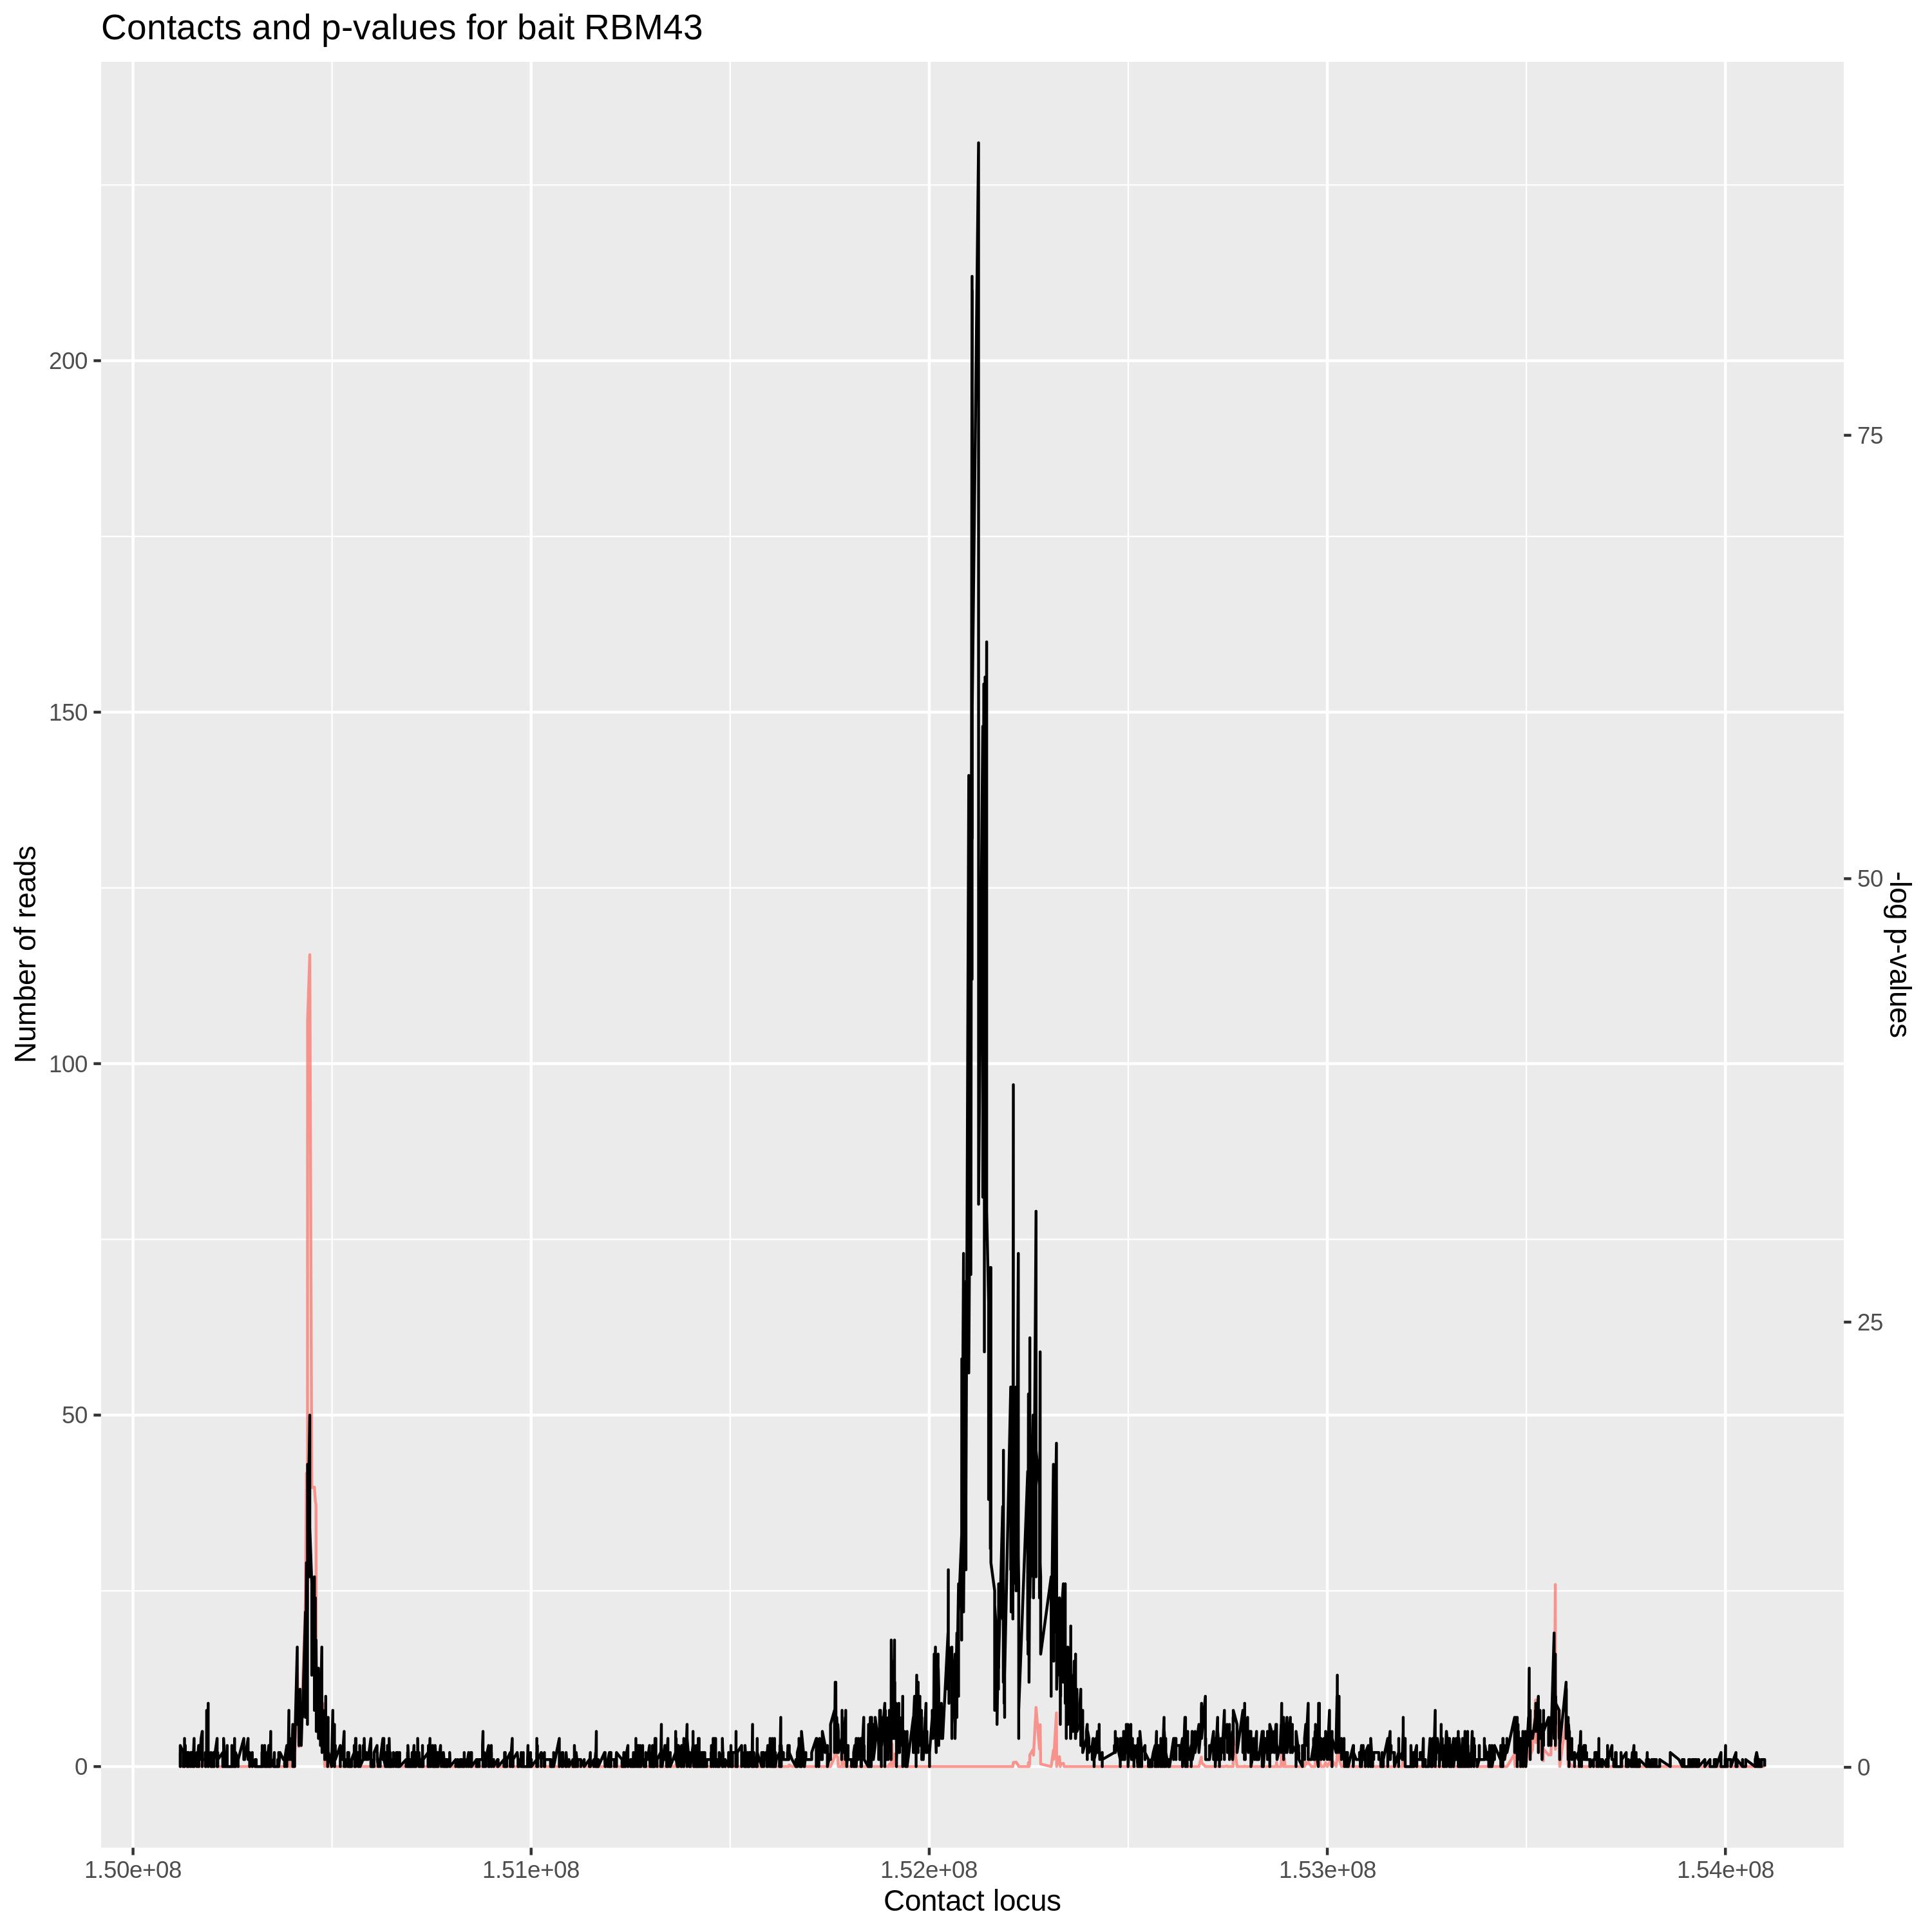 Contacts and p-values for bait RBM43
200
150
100
50
0
Number of reads
75
50
25
0
-log p-values
1.50e+08
1.51e+08
1.52e+08
1.53e+08
1.54e+08
Contact locus